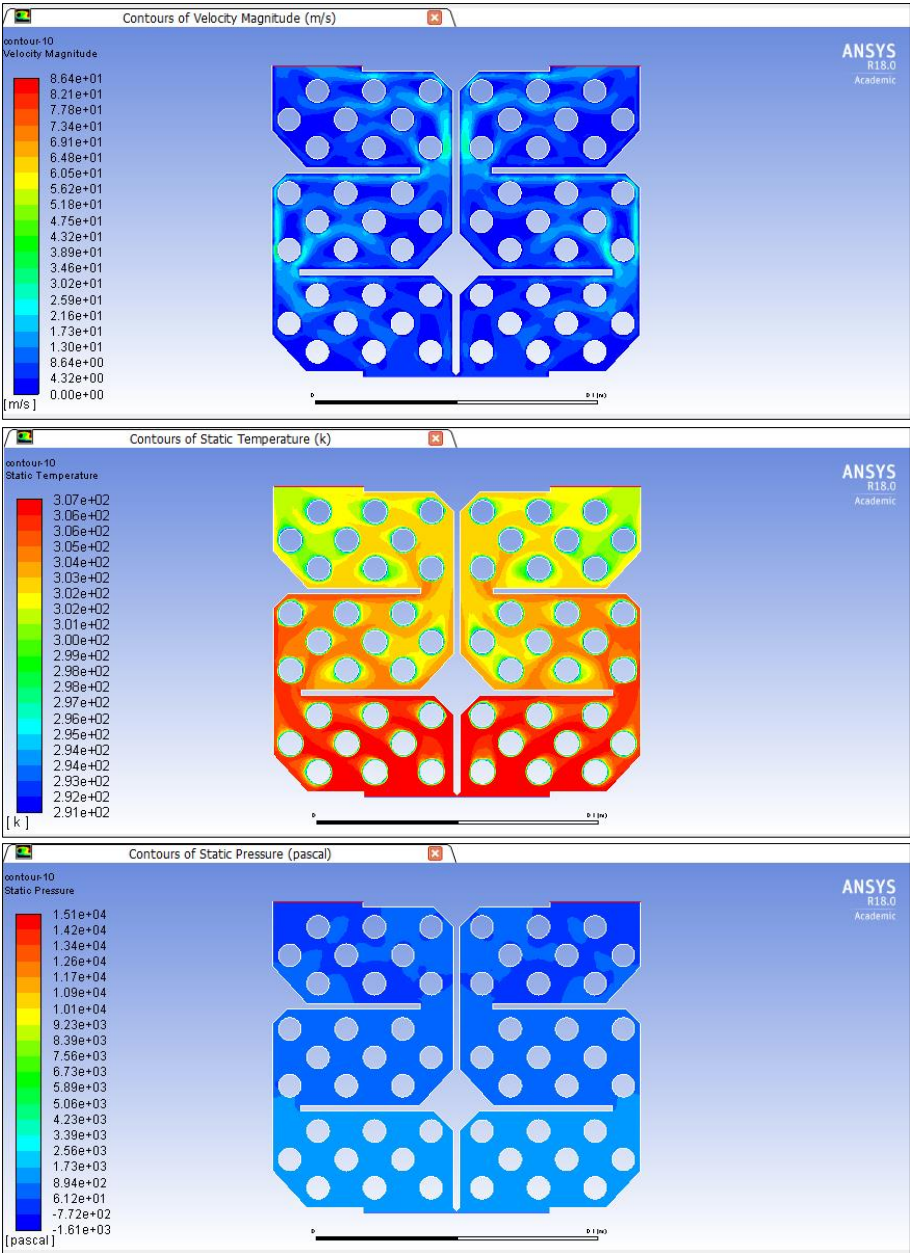 Contours of Velocity Magnitude (m/s)
contour-10
Velocity Magnitude
ANSYS
R18.0
Academic
8.64e+01
8.21e+01
7.78e+01
7.34e+01
6.91e+01
6.48e+01
6.05e+01
5.62e+01
5.18e+01
4.75e+01
4.32e+01
3.89e+01
3.46e+01
3.02e+01
2.59e+01
2.16e+01
1.73e+01
1.30e+01
8.64e+00
4.32e+00
0.00e+00
[m/s]
0
0.1 (m)
Contours of Static Temperature (k)
contour-10
Static Temperature
ANSYS
R18.0
Academic
3.07e+02
3.06e+02
3.06e+02
3.05e+02
3.04e+02
3.03e+02
3.02e+02
3.02e+02
3.01e+02
3.00e+02
2.99e+02
2.98e+02
2.98e+02
2.97e+02
2.96e+02
2.95e+02
2.94e+02
2.94e+02
2.93e+02
2.92e+02
2.91e+02
[k]
0
0.1 (m)
Contours of Static Pressure (pascal)
contour-10
Static Pressure
ANSYS
R18.0
Academic
1.51e+04
1.42e+04
1.34e+04
1.26e+04
1.17e+04
1.09e+04
1.01e+04
9.23e+03
8.39e+03
7.56e+03
6.73e+03
5.89e+03
5.06e+03
4.23e+03
3.39e+03
2.56e+03
1.73e+03
8.94e+02
6.12e+01
-7.72e+02
-1.61e+03
[pascal]
0
0.1 (m)